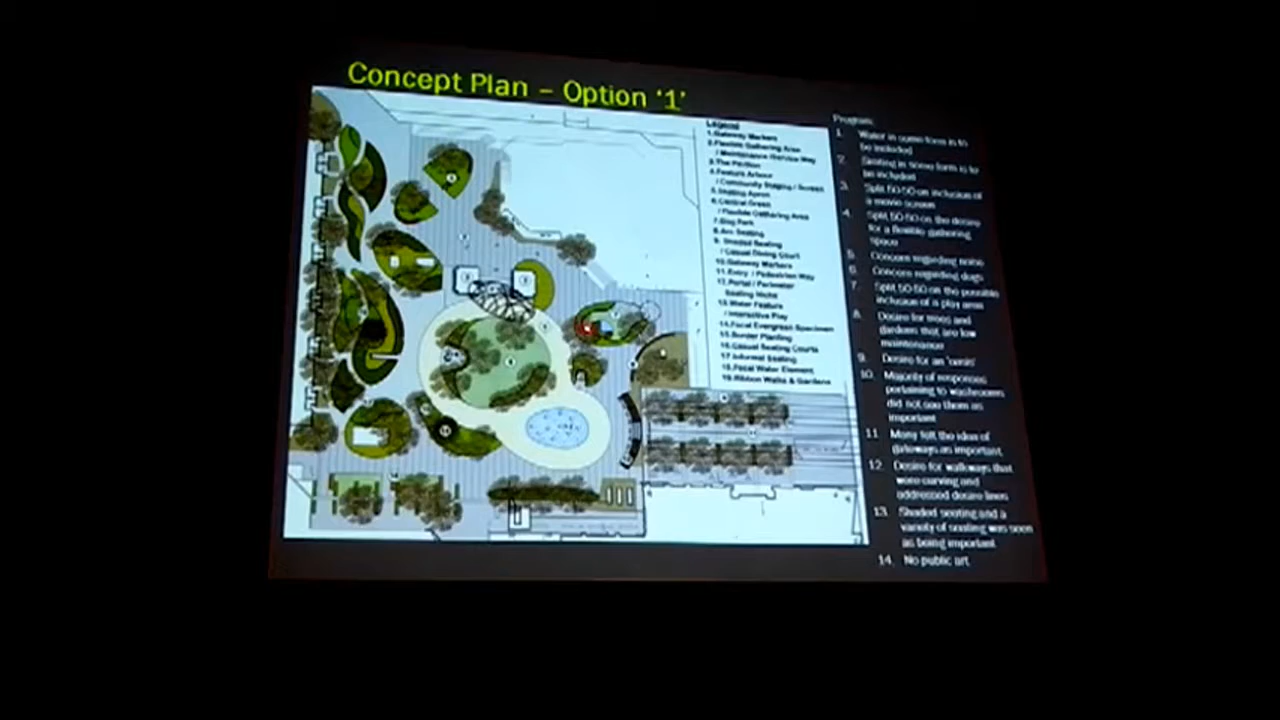 Concept Plan – Option ‘1’
Legend
1.Gateway Markers
2.Flexible Gathering Area
/ Maintenance /Service Way
3.The Pavilion
4.Feature Arbour
/ Community Staging / Screen
5.Seating Apron
6.Central Green
/ Flexible Gathering Area
7.Dog Park
8.Arc Seating
9. Shaded Seating
/ Casual Dining Court
10.Gateway Markers
11.Entry / Pedestrian Way
12.Portal / Perimeter
Seating Niche
13.Water Feature
/ Interactive Play
14.Focal Evergreen Specimen
15.Border Planting
16.Casual Seating Courts
17.Informal Seating
18.Focal Water Element
19.Ribbon Walks & Gardens
Program:
1. Water in some form is to
be included
2. Seating in some form is to
be included
3. Split 50-50 on inclusion of
a movie screen
4. Split 50-50 on the desire
for a flexible gathering
space
5. Concern regarding noise
6. Concern regarding dogs
7. Split 50-50 on the possible
inclusion of a play area
8. Desire for trees and
gardens that are low
maintenance
9. Desire for an 'oasis'
10. Majority of responses
pertaining to washrooms
did not see them as
important
11. Many felt the idea of
gateways as important.
12. Desire for walkways that
were curving and
addressed desire lines
13. Shaded seating and a
variety of seating was seen
as being important
14. No public art